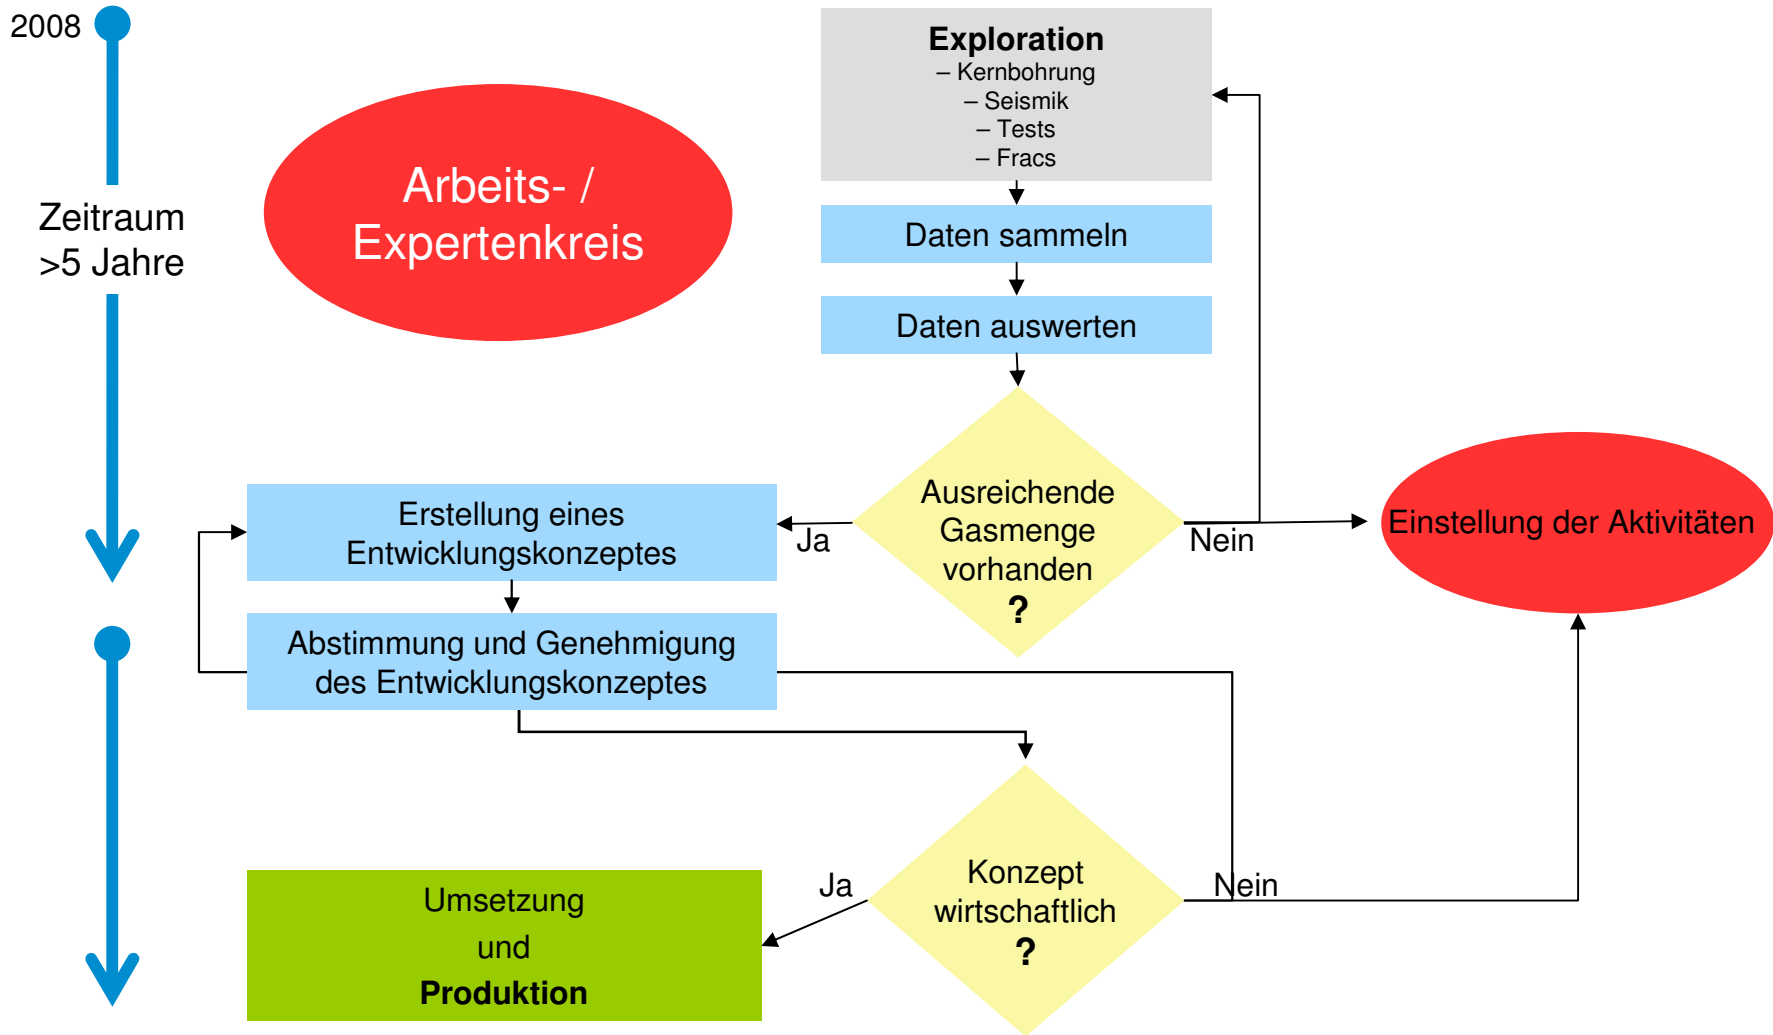 2008
Zeitraum
>5 Jahre
Arbeits- /
Expertenkreis
Exploration
– Kernbohrung
– Seismik
– Tests
– Fracs
Daten sammeln
Daten auswerten
Ausreichende
Gasmenge
vorhanden
?
Ja
Nein
Einstellung der Aktivitäten
Erstellung eines
Entwicklungskonzeptes
Abstimmung und Genehmigung
des Entwicklungskonzeptes
Konzept
wirtschaftlich
?
Ja
Nein
Umsetzung
und
Produktion